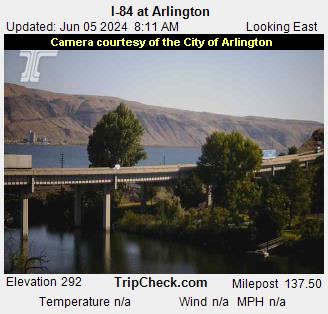 I-84 at Arlington
Updated: Jun 05 2024 8:11 AM Looking East
Camera courtesy of the City of Arlington
Elevation 292 TripCheck.com Milepost 137.50
Temperature n/a Wind n/a MPH n/a